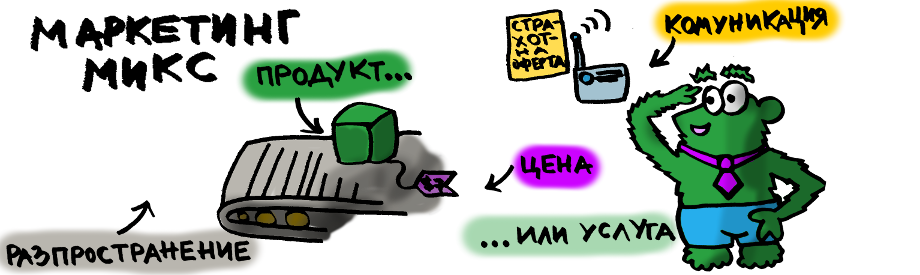 МАРКЕТИНГ
МИКС
ПРОДУКТ...
СТРА-
ХОТ-
НА
ОФЕРТА
КОМУНИКАЦИЯ
ЦЕНА
...ИЛИ УСЛУГА
РАЗПРОСТРАНЕНИЕ